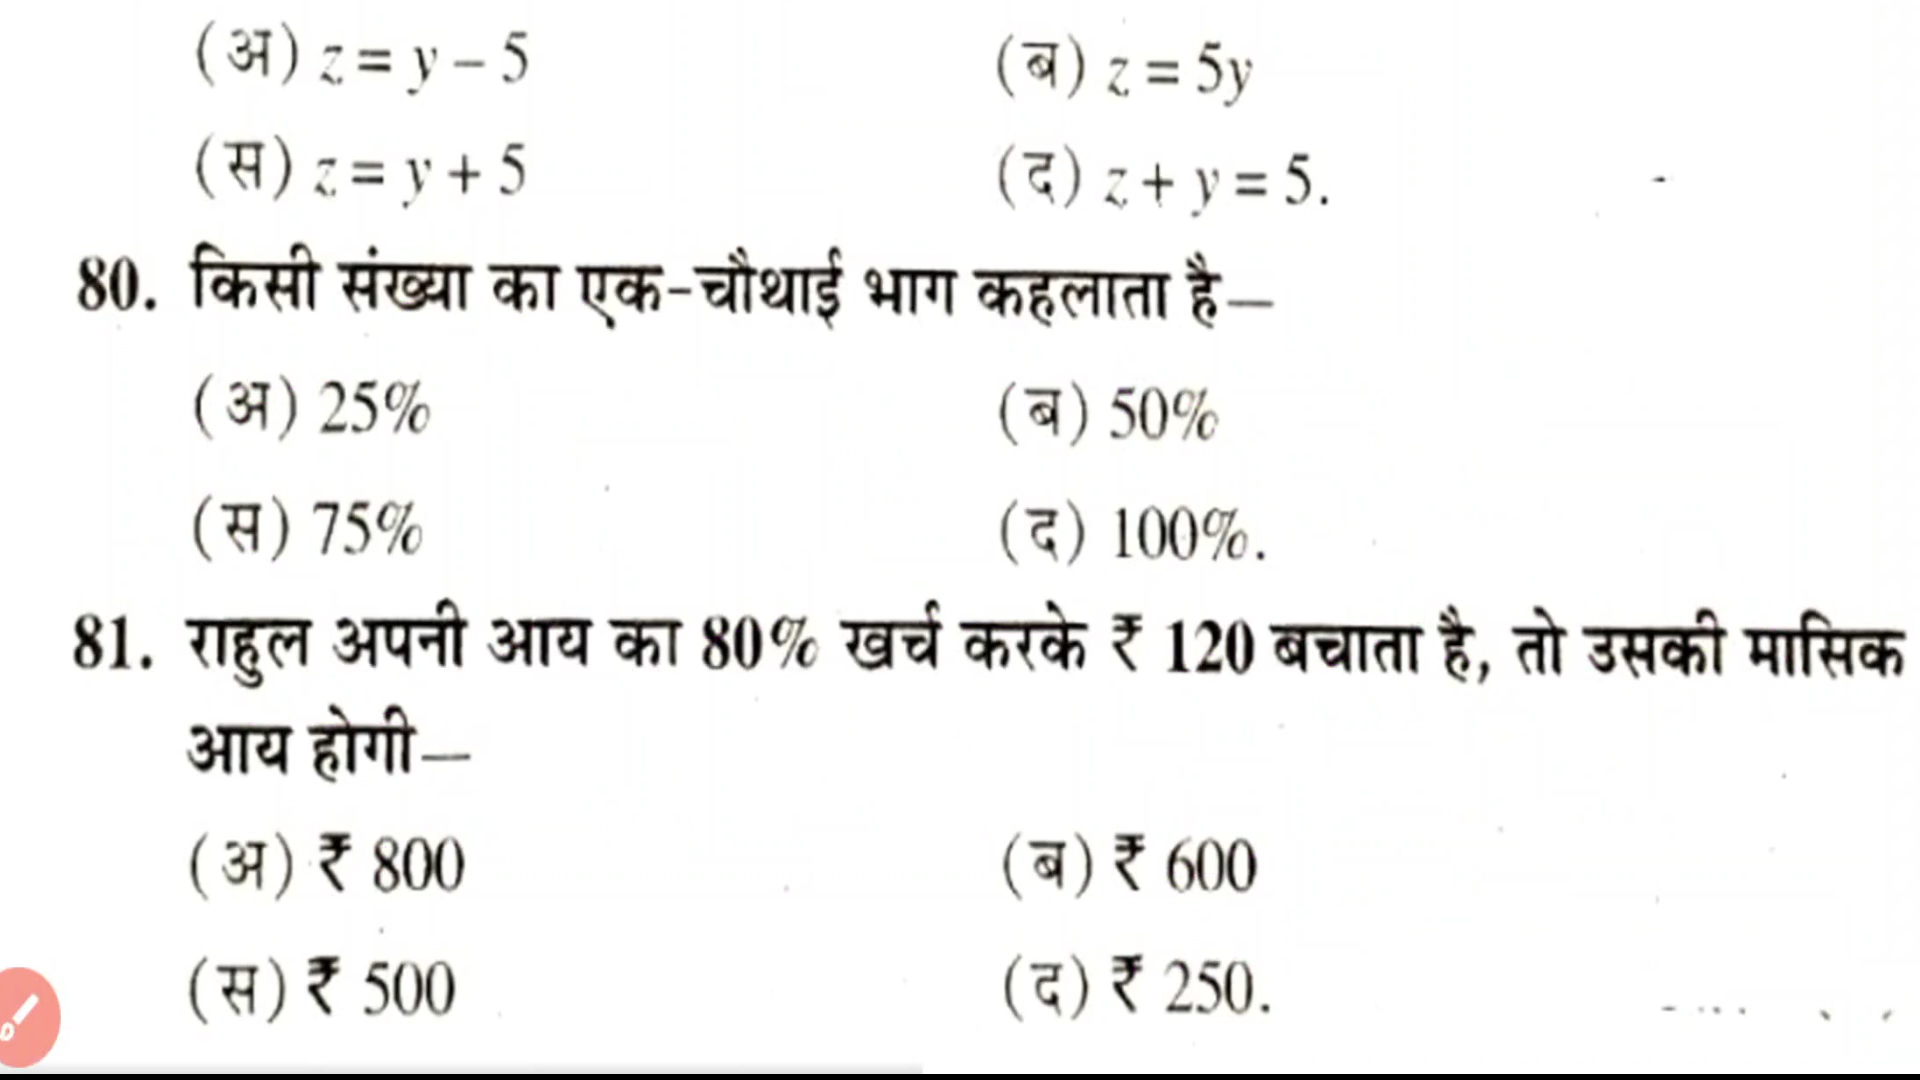 (अ) z = y – 5 (ब) z = 5y
(स) z = y + 5 (द) z + y = 5.
80. किसी संख्या का एक-चौथाई भाग कहलाता है—
(अ) 25% (ब) 50%
(स) 75% (द) 100%.
81. राहुल अपनी आय का 80% खर्च करके ₹ 120 बचाता है, तो उसकी मासिक
आय होगी—
(अ) ₹ 800 (ब) ₹ 600
(स) ₹ 500 (द) ₹ 250.